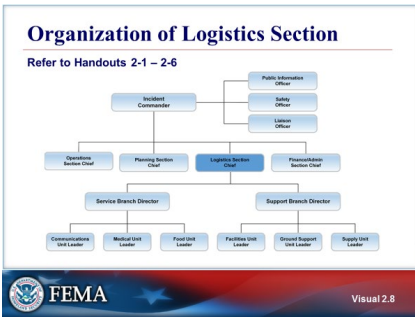 Organization of Logistics Section
Refer to Handouts 2-1 – 2-6
Public Information
Officer
Incident
Commander
Safety
Officer
Liaison
Officer
Operations
Section Chief
Planning Section
Chief
Logistics Section
Chief
Finance/Admin
Section Chief
Service Branch Director
Support Branch Director
Communications
Unit Leader
Medical Unit
Leader
Food Unit
Leader
Facilities Unit
Leader
Ground Support
Unit Leader
Supply Unit
Leader
FEMA
Visual 2.8